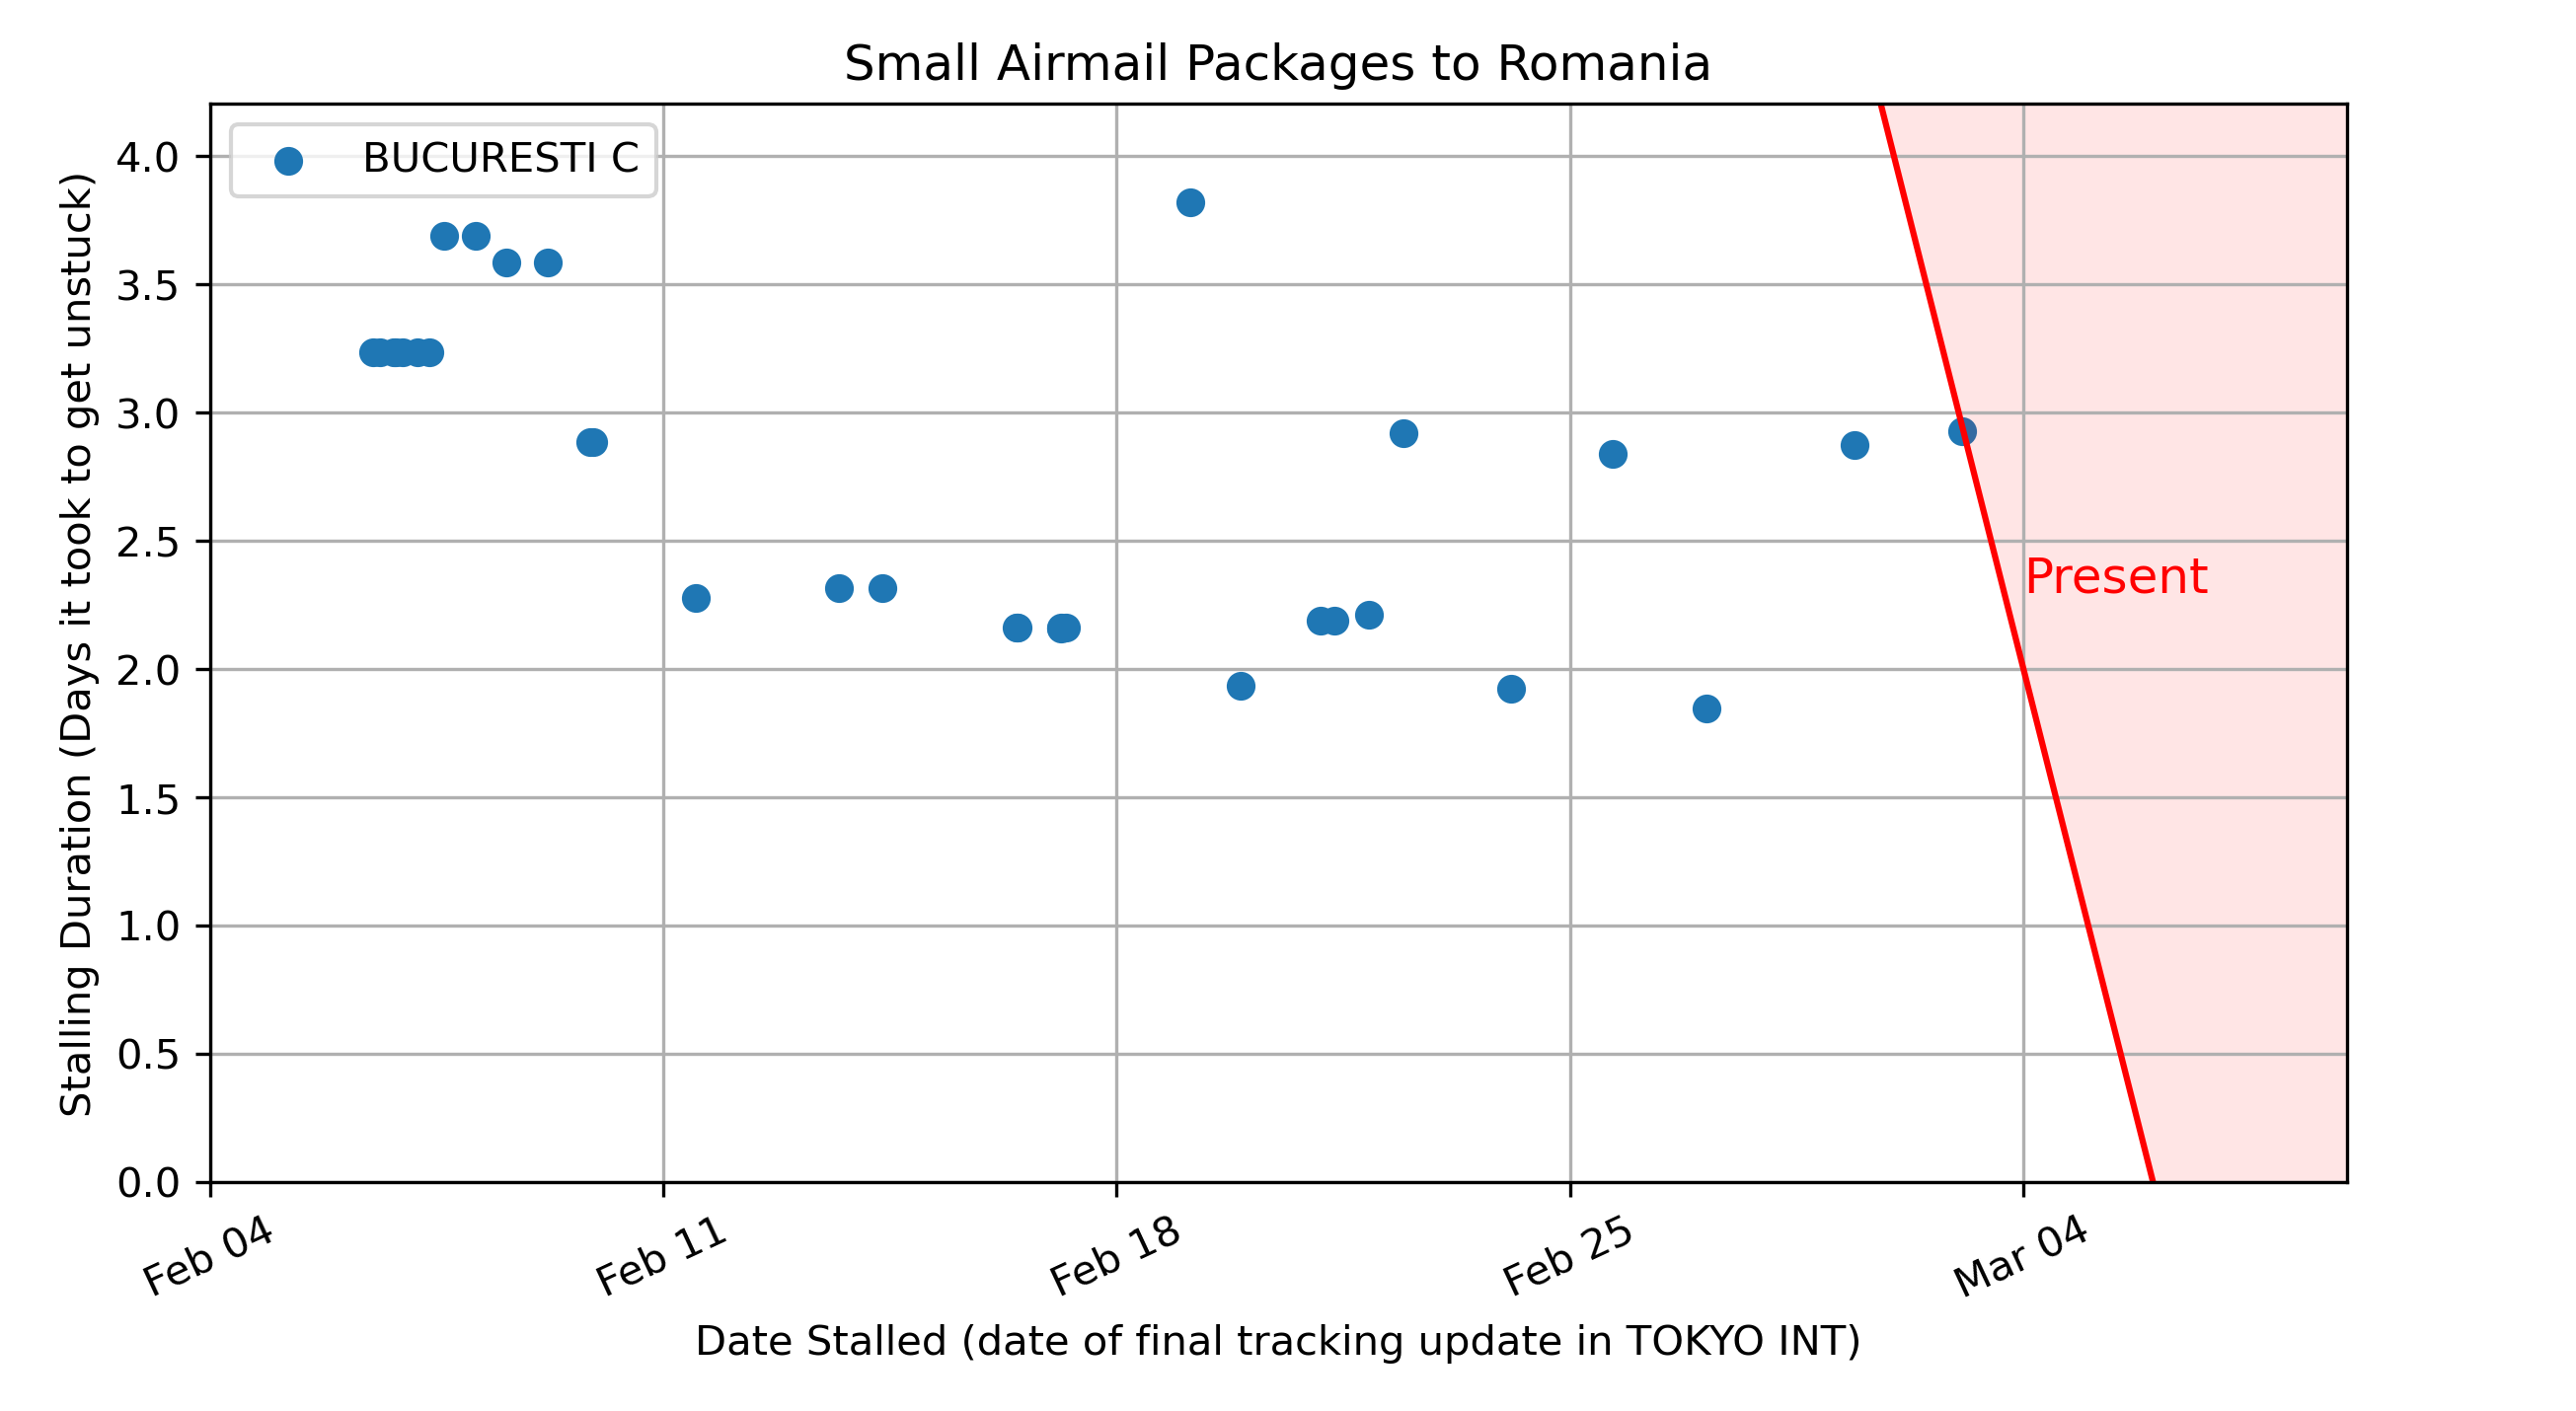 Small Airmail Packages to Romania
BUCURESTI C
Stalling Duration (Days it took to get unstuck)
4.0
3.5
3.0
2.5
2.0
1.5
1.0
0.5
0.0
Present
Feb 04
Feb 11
Feb 18
Feb 25
Mar 04
Date Stalled (date of final tracking update in TOKYO INT)